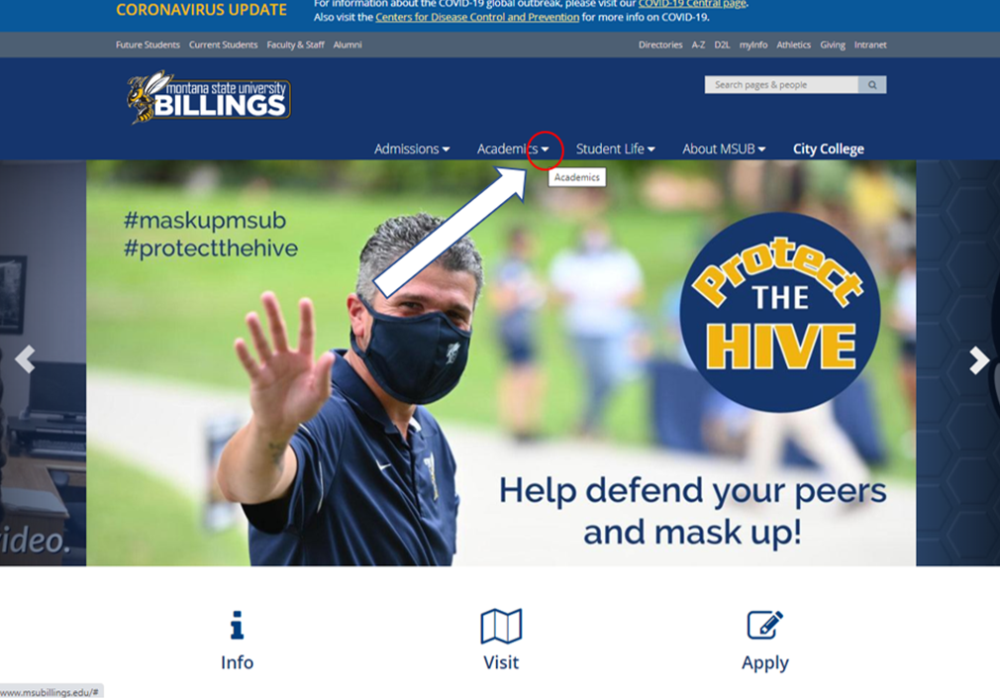 CORONAVIRUS UPDATE
For information about the COVID-19 global outbreak, please visit our COVID-19 Central page.
Also visit the Centers for Disease Control and Prevention for more info on COVID-19.
Future Students Current Students Faculty & Staff Alumni
Directories A-Z D2L myInfo Athletics Giving Intranet
montana state university
BILLINGS
Search pages & people
Admissions Academics Student Life About MSUB City College
Academics
#maskupmsub
#protectthehive
Protect
THE
HIVE
Help defend your peers
and mask up!
ideo.
Info Visit Apply
www.msubillings.edu/#